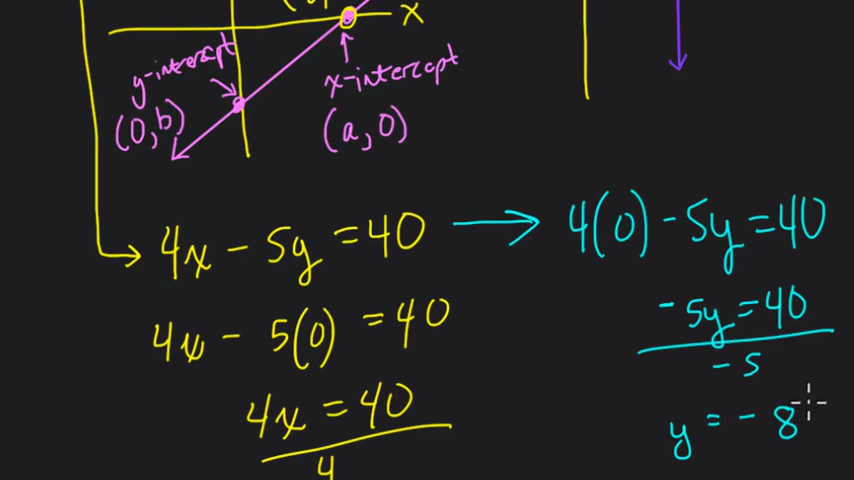 x
y-intercept
x-intercept
(0,b)
(a,0)
4x - 5y = 40
4x - 5(0) = 40
4x = 40
4
4(0) - 5y = 40
-5y = 40
-5
y = -8